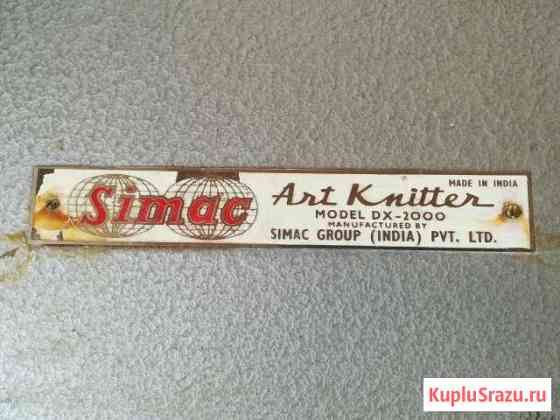 Simac
Art Knitter
MADE IN INDIA
MODEL DX-2000
MANUFACTURED BY
SIMAC GROUP (INDIA) PVT. LTD.
KupluSrazu.ru